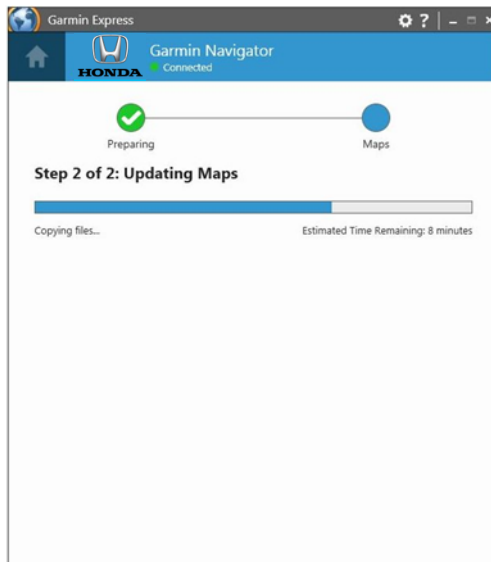 Garmin Express
?
Garmin Navigator
HONDA
Connected
Preparing
Maps
Step 2 of 2: Updating Maps
Copying files...
Estimated Time Remaining: 8 minutes